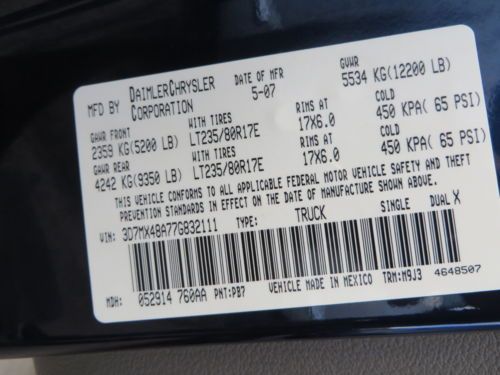 MFD BY DAIMLERCHRYSLER CORPORATION DATE OF MFR 5-07 GVWR 5534 KG(12200 LB)
GAWR FRONT WITH TIRES RIMS AT COLD
2359 KG(5200 LB) LT235/80R17E 17X6.0 450 KPA( 65 PSI)
GAWR REAR WITH TIRES RIMS AT COLD
4242 KG(9350 LB) LT235/80R17E 17X6.0 450 KPA( 65 PSI)
THIS VEHICLE CONFORMS TO ALL APPLICABLE FEDERAL MOTOR VEHICLE SAFETY AND THEFT
PREVENTION STANDARDS IN EFFECT ON THE DATE OF MANUFACTURE SHOWN ABOVE.
VIN: 3D7MX48A77G832111 TYPE: TRUCK SINGLE DUAL X
MDH: 052914 760AA PNT:PB7 VEHICLE MADE IN MEXICO TRM:M9J3 4648507